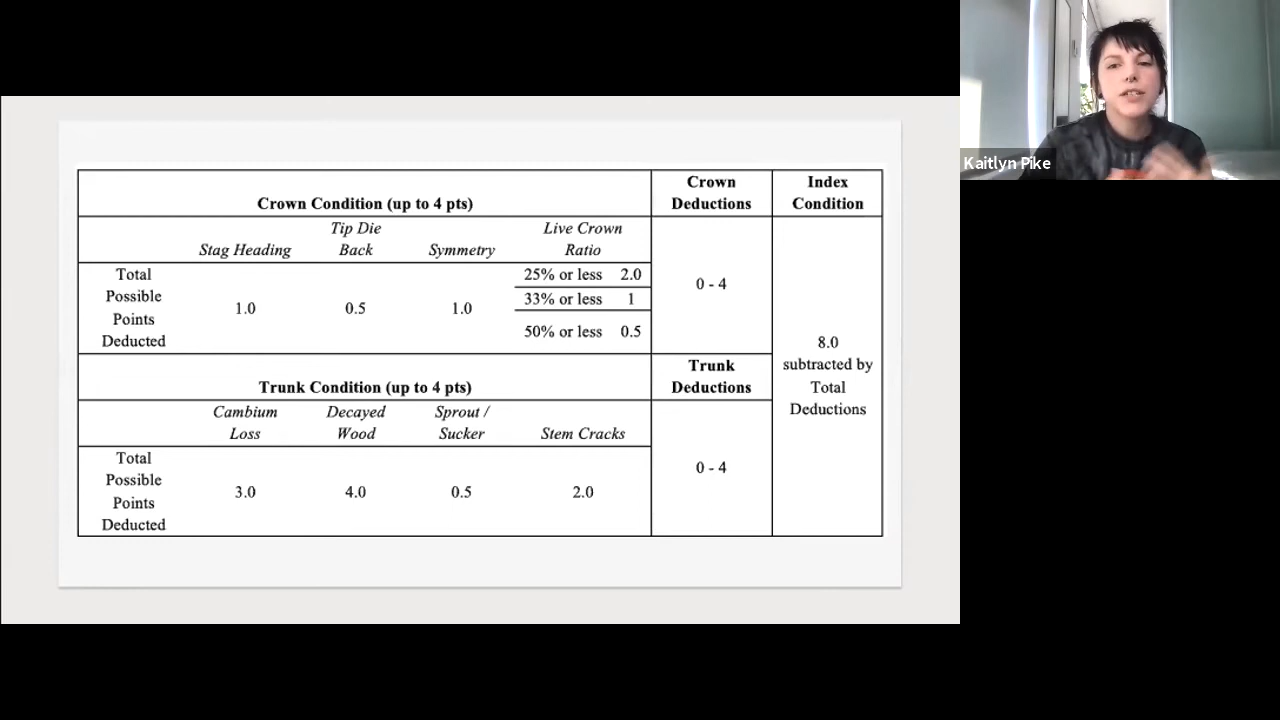 Crown Condition (up to 4 pts)
Crown
Deductions
Index
Condition
Stag Heading
Tip Die
Back
Symmetry
Live Crown
Ratio
Total
Possible
Points
Deducted
1.0
0.5
1.0
25% or less 2.0
33% or less 1
50% or less 0.5
0 - 4
8.0
subtracted by
Total
Deductions
Trunk Condition (up to 4 pts)
Trunk
Deductions
Cambium
Loss
Decayed
Wood
Sprout /
Sucker
Stem Cracks
Total
Possible
Points
Deducted
3.0
4.0
0.5
2.0
0 - 4
Kaitlyn Pike